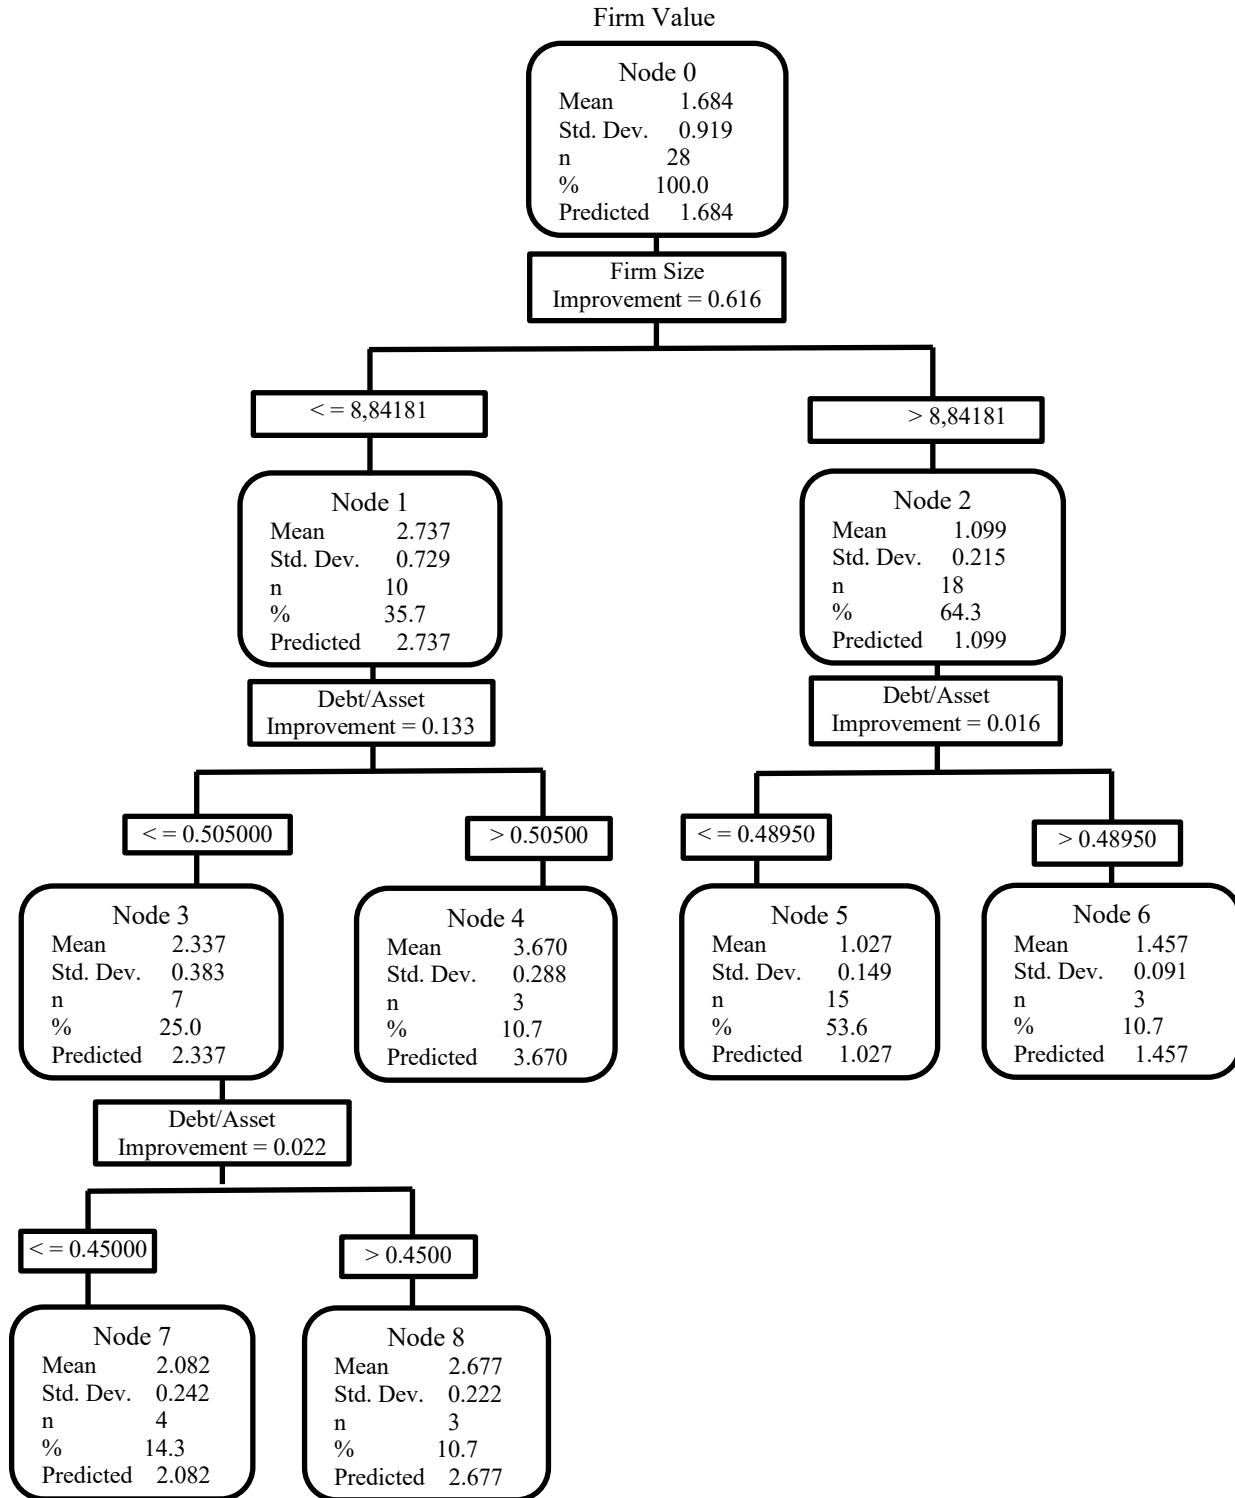 Firm Value
Node 0
Mean 1.684
Std. Dev. 0.919
n 28
% 100.0
Predicted 1.684
Firm Size
Improvement = 0.616
< = 8,84181
> 8,84181
Node 1
Mean 2.737
Std. Dev. 0.729
n 10
% 35.7
Predicted 2.737
Node 2
Mean 1.099
Std. Dev. 0.215
n 18
% 64.3
Predicted 1.099
Debt/Asset
Improvement = 0.133
Debt/Asset
Improvement = 0.016
< = 0.505000
> 0.50500
< = 0.48950
> 0.48950
Node 3
Mean 2.337
Std. Dev. 0.383
n 7
% 25.0
Predicted 2.337
Node 4
Mean 3.670
Std. Dev. 0.288
n 3
% 10.7
Predicted 3.670
Node 5
Mean 1.027
Std. Dev. 0.149
n 15
% 53.6
Predicted 1.027
Node 6
Mean 1.457
Std. Dev. 0.091
n 3
% 10.7
Predicted 1.457
Debt/Asset
Improvement = 0.022
< = 0.45000
> 0.4500
Node 7
Mean 2.082
Std. Dev. 0.242
n 4
% 14.3
Predicted 2.082
Node 8
Mean 2.677
Std. Dev. 0.222
n 3
% 10.7
Predicted 2.677